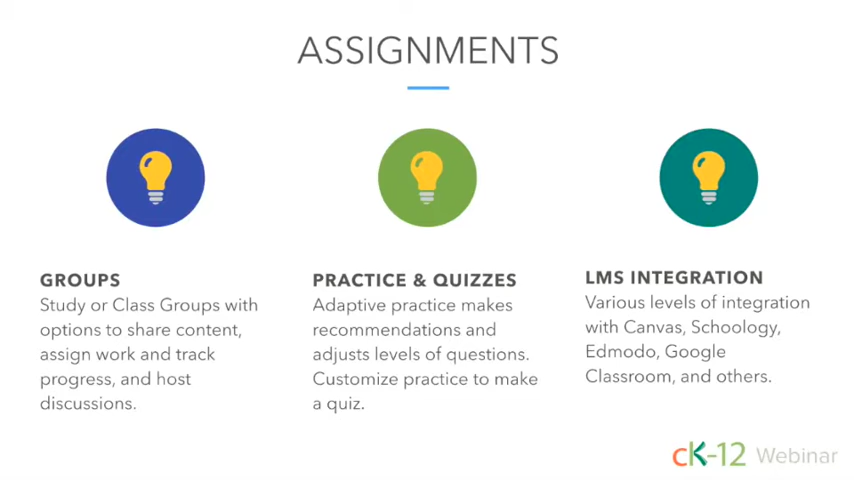 ASSIGNMENTS
GROUPS
Study or Class Groups with
options to share content,
assign work and track
progress, and host
discussions.
PRACTICE & QUIZZES
Adaptive practice makes
recommendations and
adjusts levels of questions.
Customize practice to make
a quiz.
LMS INTEGRATION
Various levels of integration
with Canvas, Schoology,
Edmodo, Google
Classroom, and others.
cK-12 Webinar